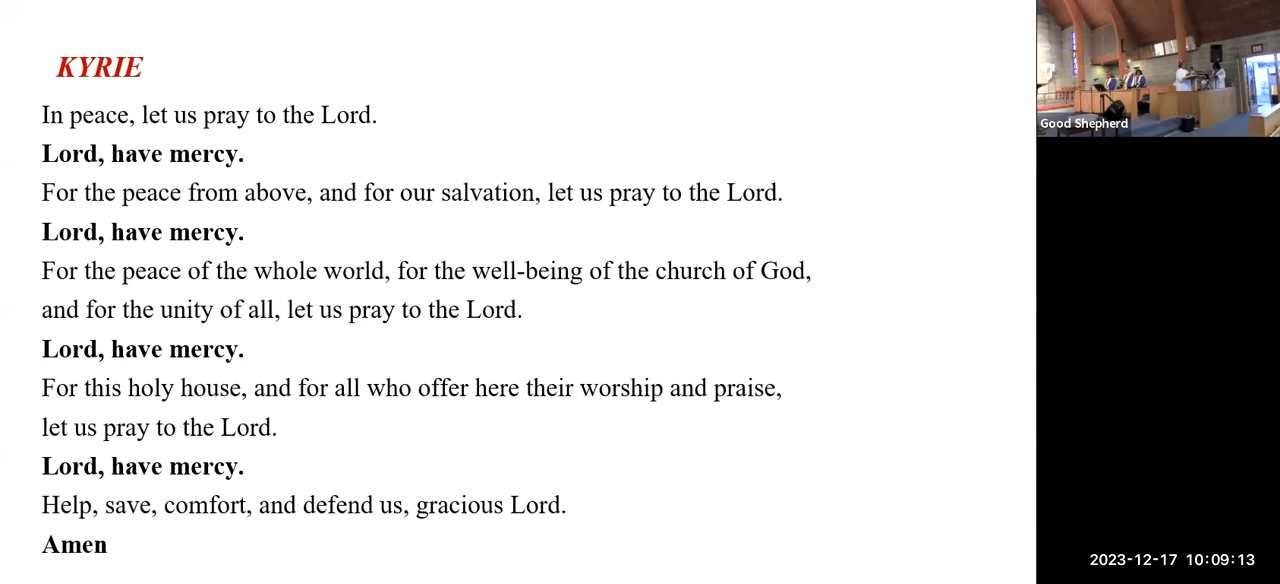 KYRIE
In peace, let us pray to the Lord.
Lord, have mercy.
For the peace from above, and for our salvation, let us pray to the Lord.
Lord, have mercy.
For the peace of the whole world, for the well-being of the church of God,
and for the unity of all, let us pray to the Lord.
Lord, have mercy.
For this holy house, and for all who offer here their worship and praise,
let us pray to the Lord.
Lord, have mercy.
Help, save, comfort, and defend us, gracious Lord.
Amen
Good Shepherd
2023-12-17 10:09:13